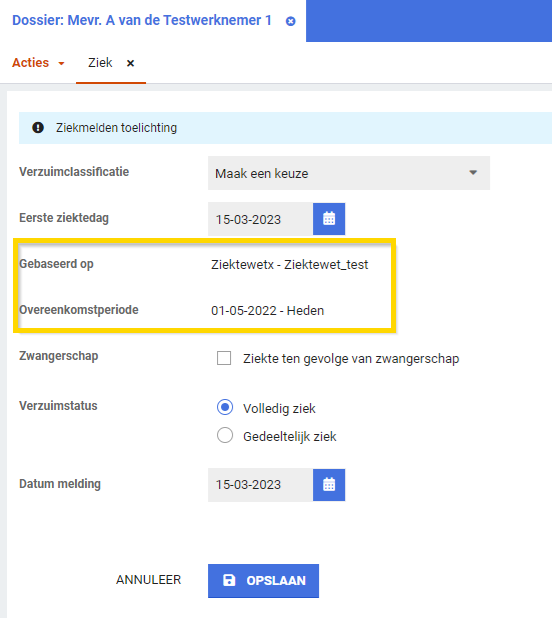 Dossier: Mevr. A van de Testwerknemer 1
Acties Ziek
Ziekmelden toelichting
Verzuimclassificatie Maak een keuze
Eerste ziektedag 15-03-2023
Gebaseerd op Ziektewetx - Ziektewet_test
Overeenkomstperiode 01-05-2022 - Heden
Zwangerschap Ziekte ten gevolge van zwangerschap
Verzuimstatus Volledig ziek
Gedeeltelijk ziek
Datum melding 15-03-2023
ANNULEER OPSLAAN